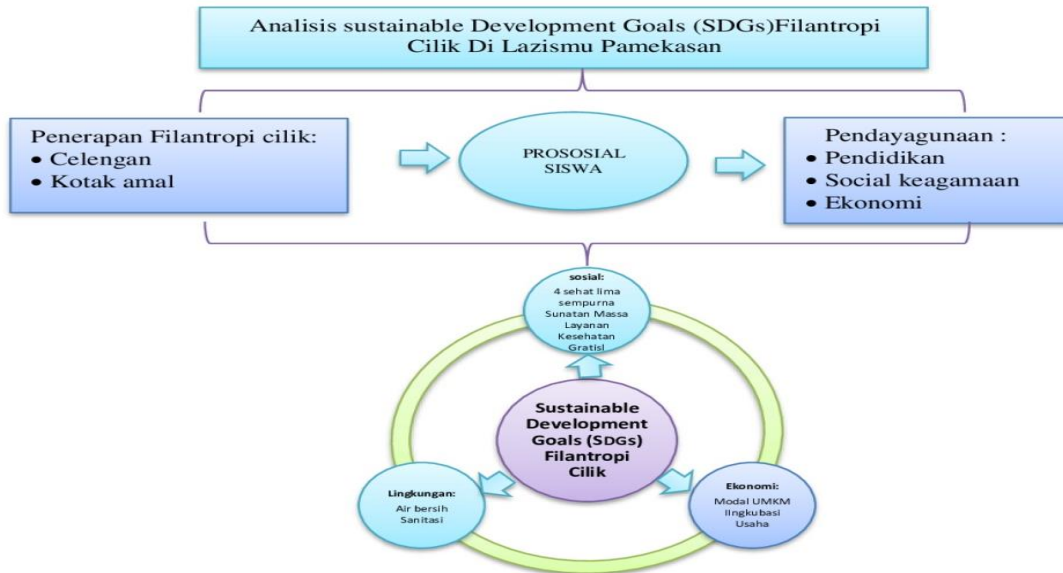 Analisis sustainable Development Goals (SDGs)Filantropi
Cilik Di Lazismu Pamekasan
Penerapan Filantropi cilik:
• Celengan
• Kotak amal
PROSOSIAL
SISWA
Pendayagunaan :
• Pendidikan
• Social keagamaan
• Ekonomi
sosial:
4 sehat lima
sempurna
Sunatan Massa
Layanan
Kesehatan
Gratisl
Sustainable
Development
Goals (SDGs)
Filantropi
Cilik
Lingkungan:
Air bersih
Sanitasi
Ekonomi:
Modal UMKM
IIngkubasi
Usaha